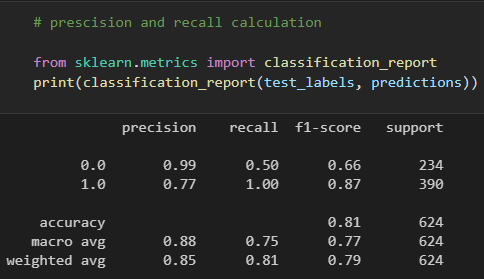 # prescision and recall calculation
from sklearn.metrics import classification_report
print(classification_report(test_labels, predictions))
precision recall f1-score support
0.0 0.99 0.50 0.66 234
1.0 0.77 1.00 0.87 390
accuracy 0.81 624
macro avg 0.88 0.75 0.77 624
weighted avg 0.85 0.81 0.79 624